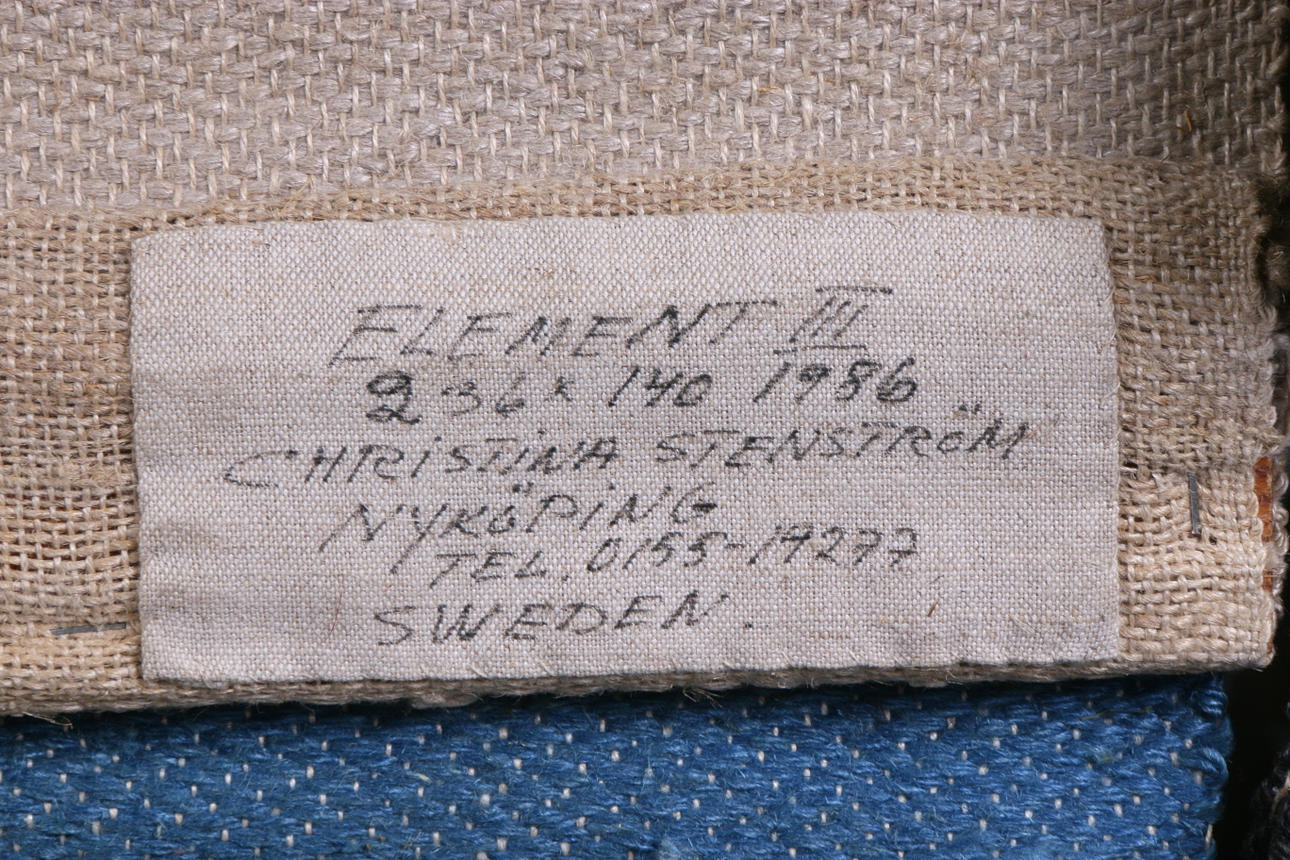 ELEMENT III
236 x 140 1986
CHRiSTiNA STENSTRÖM
NYKÖPiNG
TEL. 0155-19277
SWEDEN.